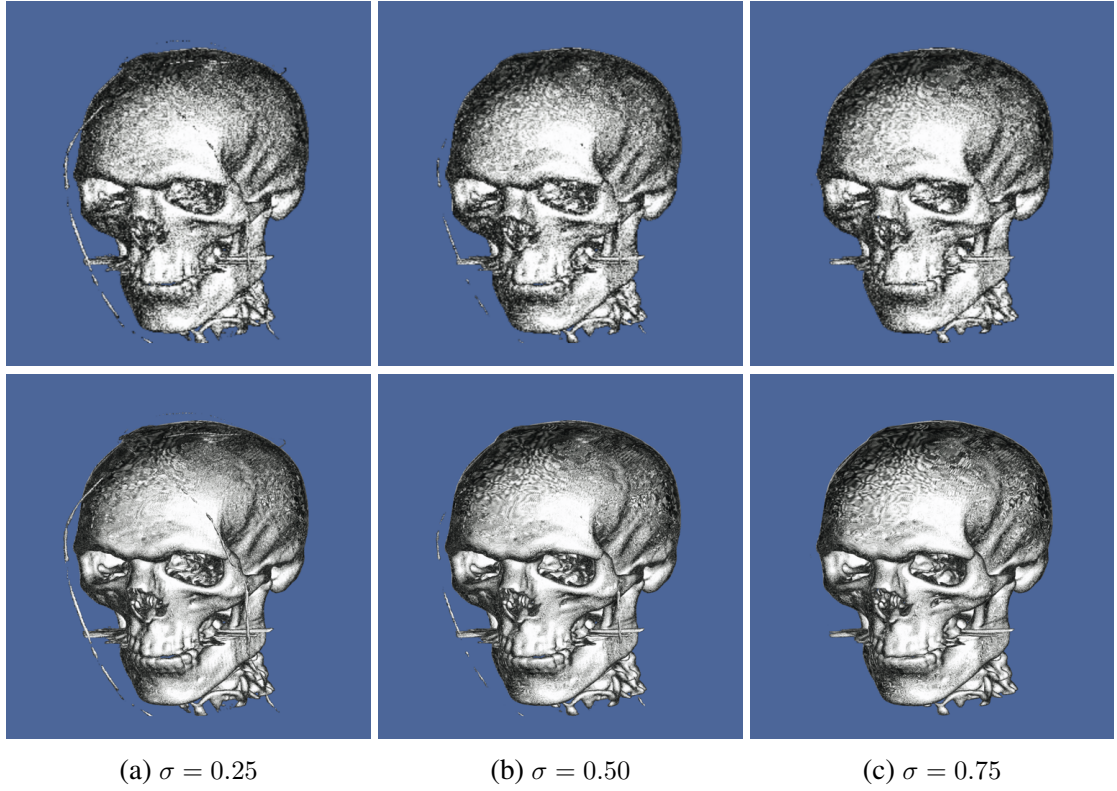 (a) σ = 0.25
(b) σ = 0.50
(c) σ = 0.75